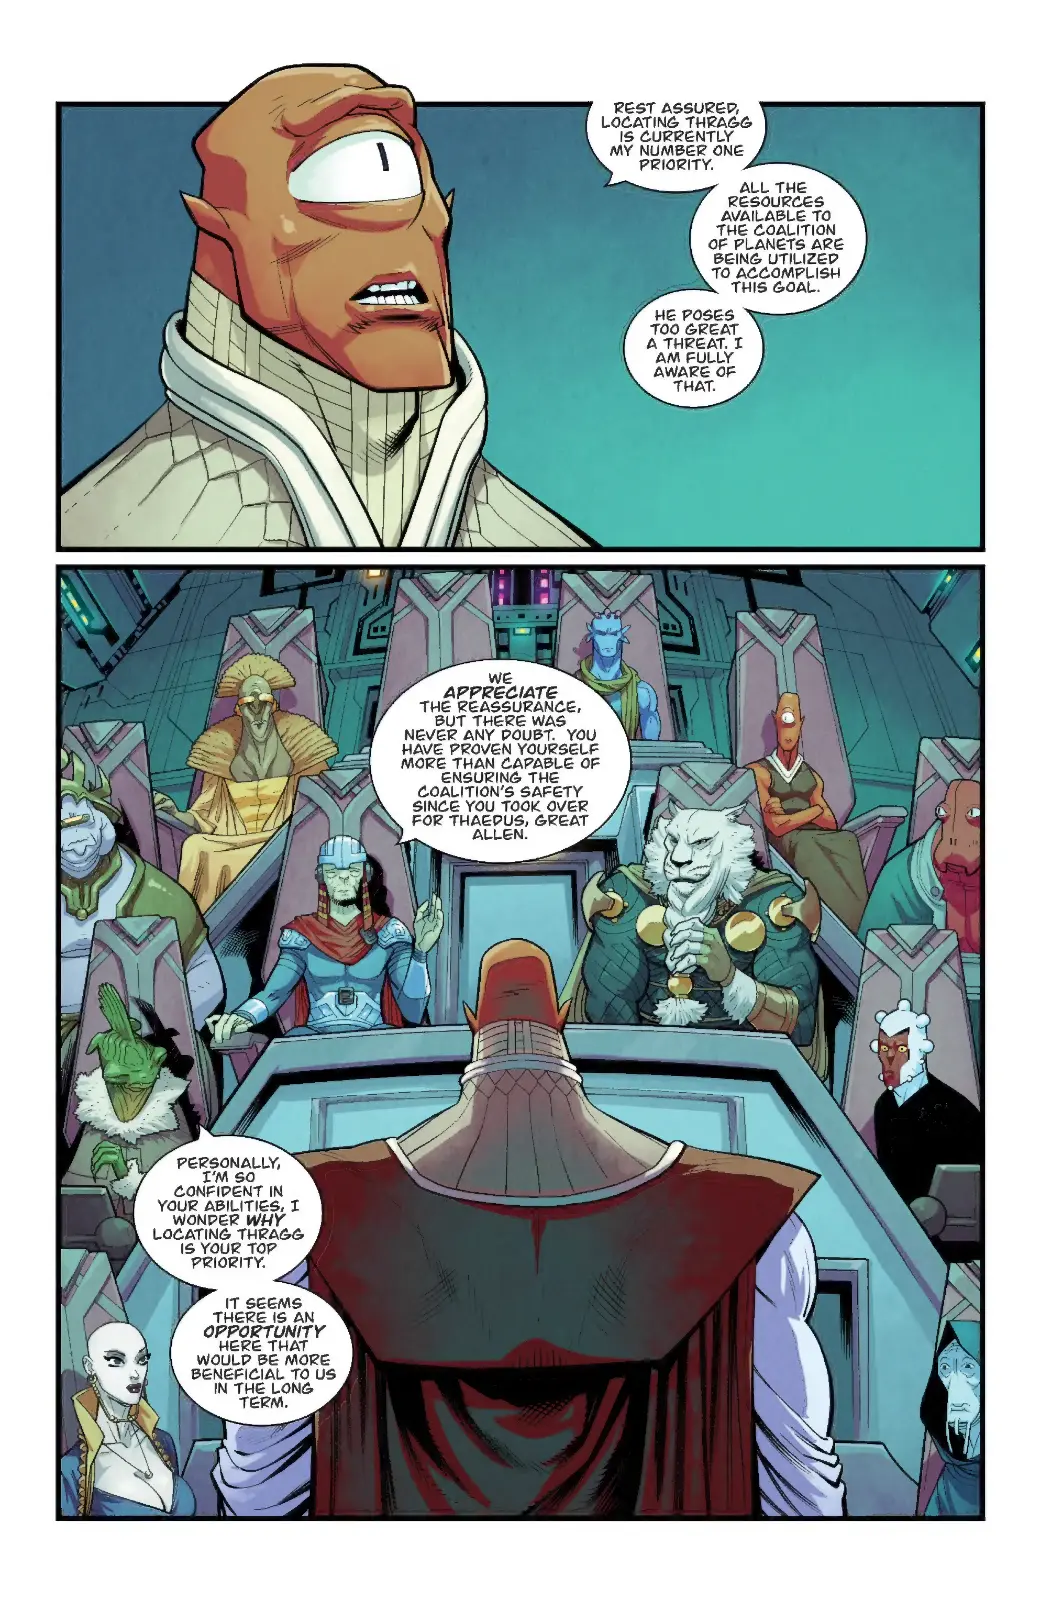 REST ASSURED,
LOCATING THRAGG
IS CURRENTLY
MY NUMBER ONE
PRIORITY.
ALL THE
RESOURCES
AVAILABLE TO
THE COALITION
OF PLANETS ARE
BEING UTILIZED
TO ACCOMPLISH
THIS GOAL.
HE POSES
TOO GREAT
A THREAT. I
AM FULLY
AWARE OF
THAT.
WE
APPRECIATE
THE REASSURANCE,
BUT THERE WAS
NEVER ANY DOUBT. YOU
HAVE PROVEN YOURSELF
MORE THAN CAPABLE OF
ENSURING THE
COALITION'S SAFETY
SINCE YOU TOOK OVER
FOR THAEDUS, GREAT
ALLEN.
PERSONALLY,
I'M SO
CONFIDENT IN
YOUR ABILITIES, I
WONDER WHY
LOCATING THRAGG
IS YOUR TOP
PRIORITY.
IT SEEMS
THERE IS AN
OPPORTUNITY
HERE THAT
WOULD BE MORE
BENEFICIAL TO US
IN THE LONG
TERM.